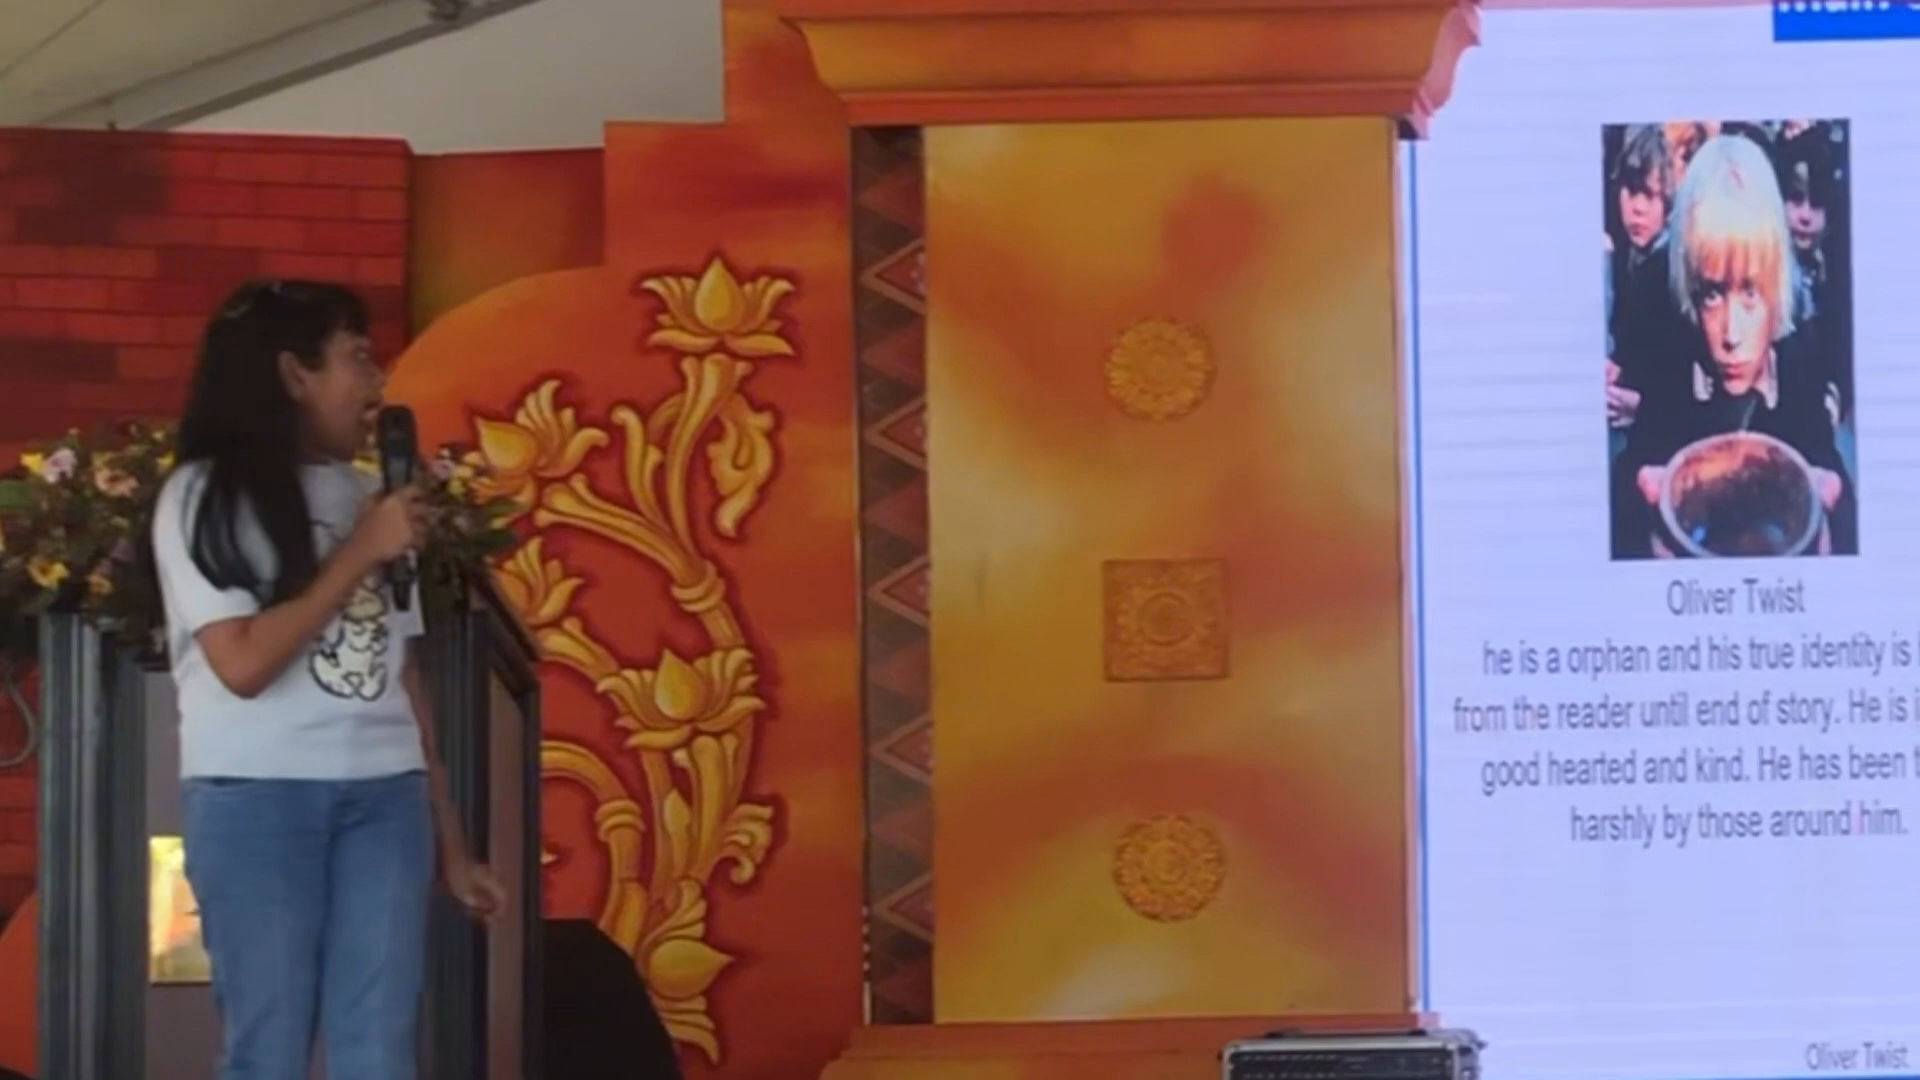 Oliver Twist
he is a orphan and his true identity is
from the reader until end of story. He is
good hearted and kind. He has been
harshly by those around him.
Oliver Twist